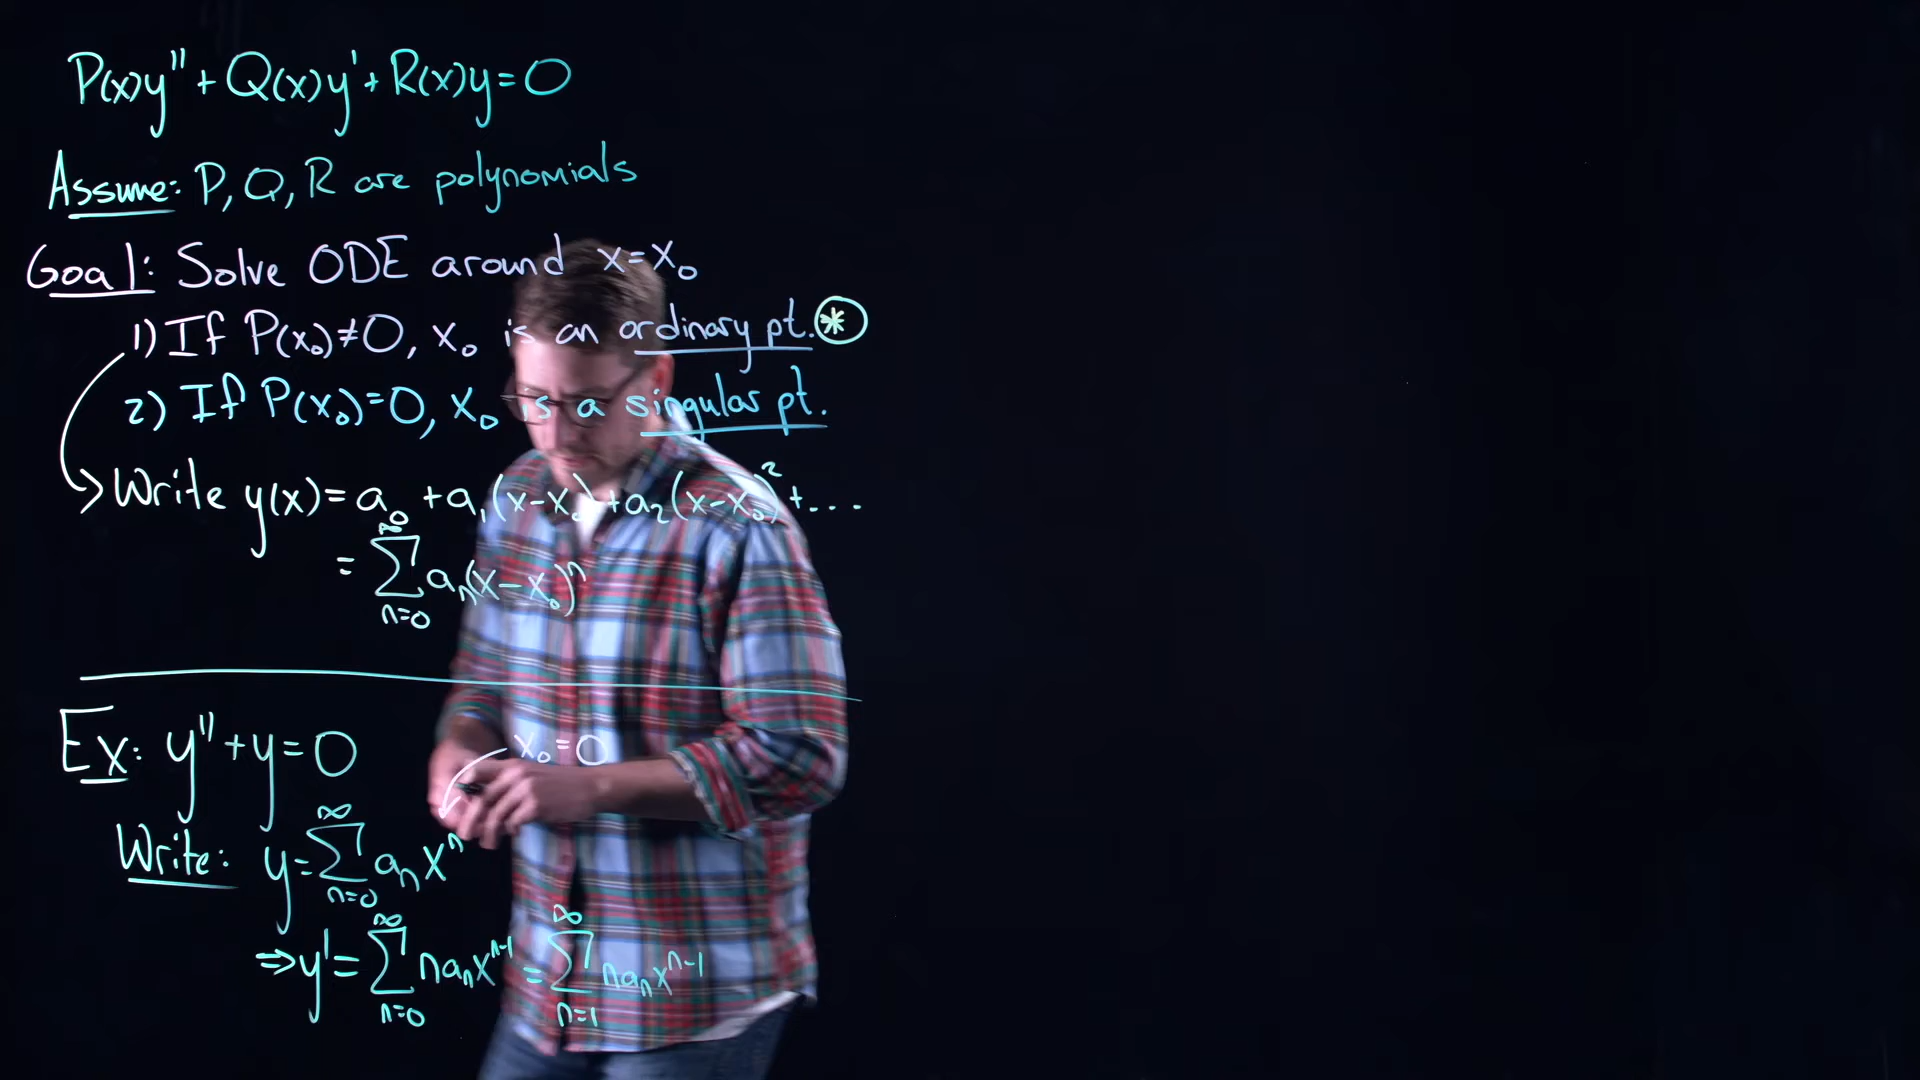 P(x)y'' + Q(x)y' + R(x)y = 0
Assume: P, Q, R are polynomials
Goal: Solve ODE around x = x₀
1) If P(x₀) ≠ 0, x₀ is an ordinary pt. ⊛
2) If P(x₀) = 0, x₀ is a singular pt.
Write y(x) = a₀ + a₁(x-x₀) + a₂(x-x₀)² + ...
= ∑_{n=0}^{∞} aₙ(x-x₀)ⁿ
Ex: y'' + y = 0
x₀ = 0
Write: y = ∑_{n=0}^{∞} aₙxⁿ
⇒ y' = ∑_{n=0}^{∞} naₙxⁿ⁻¹ = ∑_{n=1}^{∞} naₙxⁿ⁻¹